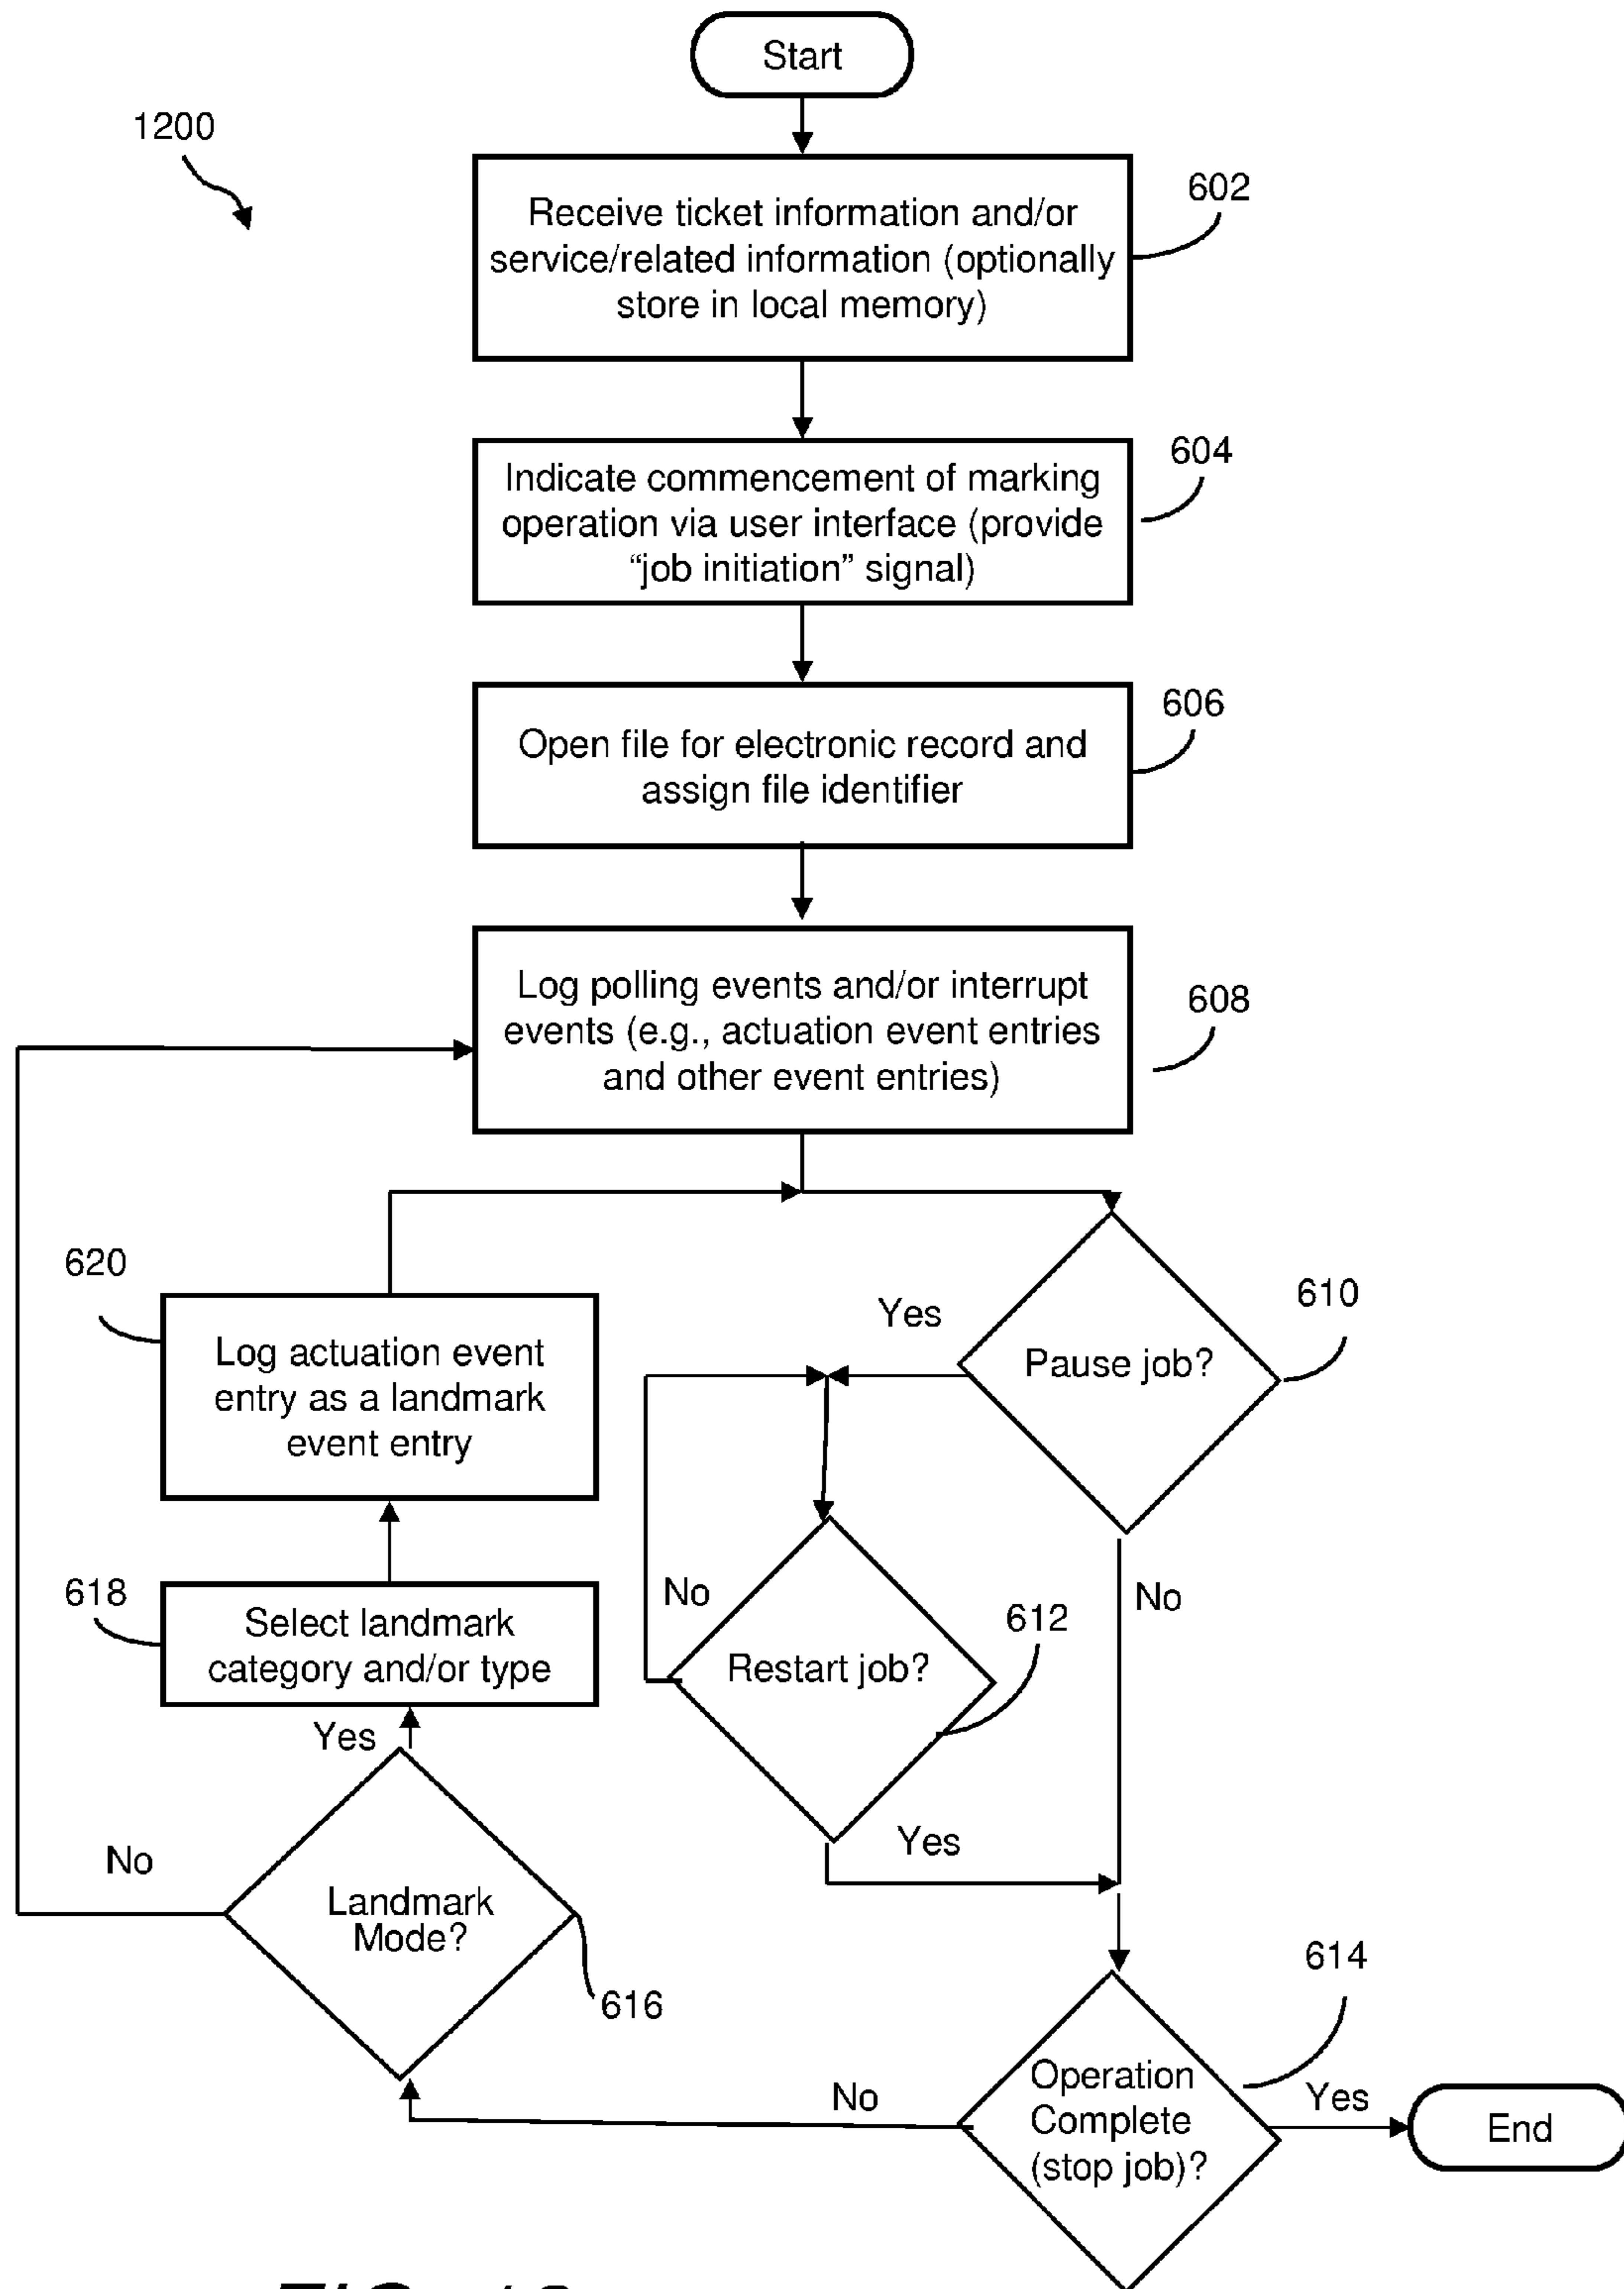 Start
1200
Receive ticket information and/or
service/related information (optionally
store in local memory)
602
Indicate commencement of marking
operation via user interface (provide
“job initiation” signal)
604
Open file for electronic record and
assign file identifier
606
Log polling events and/or interrupt
events (e.g., actuation event entries
and other event entries)
608
620
Log actuation event
entry as a landmark
event entry
Yes
Pause job?
610
618
Select landmark
category and/or type
No
Restart job?
612
No
Yes
Yes
No
Landmark
Mode?
616
614
No
Operation
Complete
(stop job)?
Yes
End